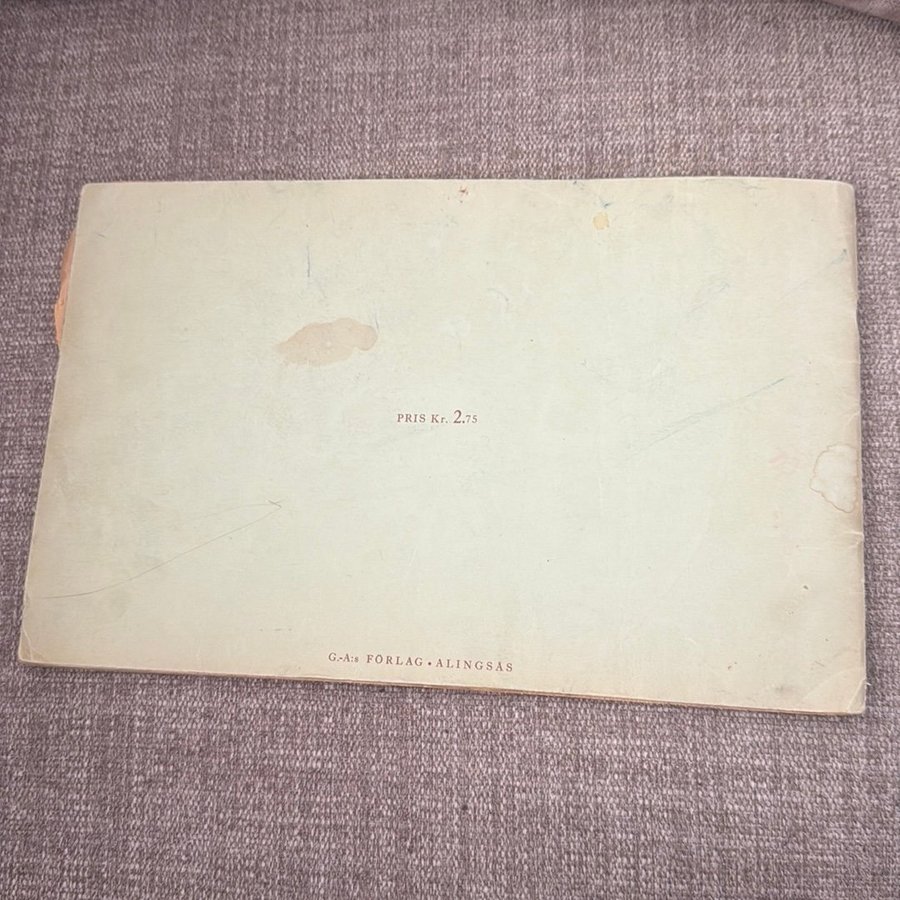 PRIS Kr. 2.75
G.-A:s FÖRLAG • ALINGSÅS